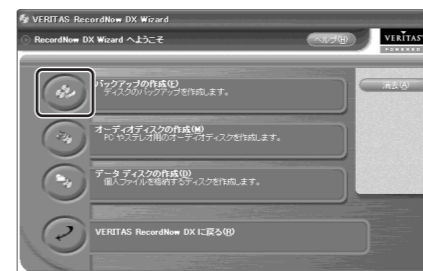 VERITAS RecordNow DX Wizard
RecordNow DX Wizard へようこそ
ヘルプ(H)
VERITAS
バックアップの作成(E)
ディスクのバックアップを作成します。
消去(A)
オーディオディスクの作成(M)
PC やステレオ用のオーディオディスクを作成します。
データ ディスクの作成(D)
個人ファイルを格納するディスクを作成します。
VERITAS RecordNow DX に戻る(R)